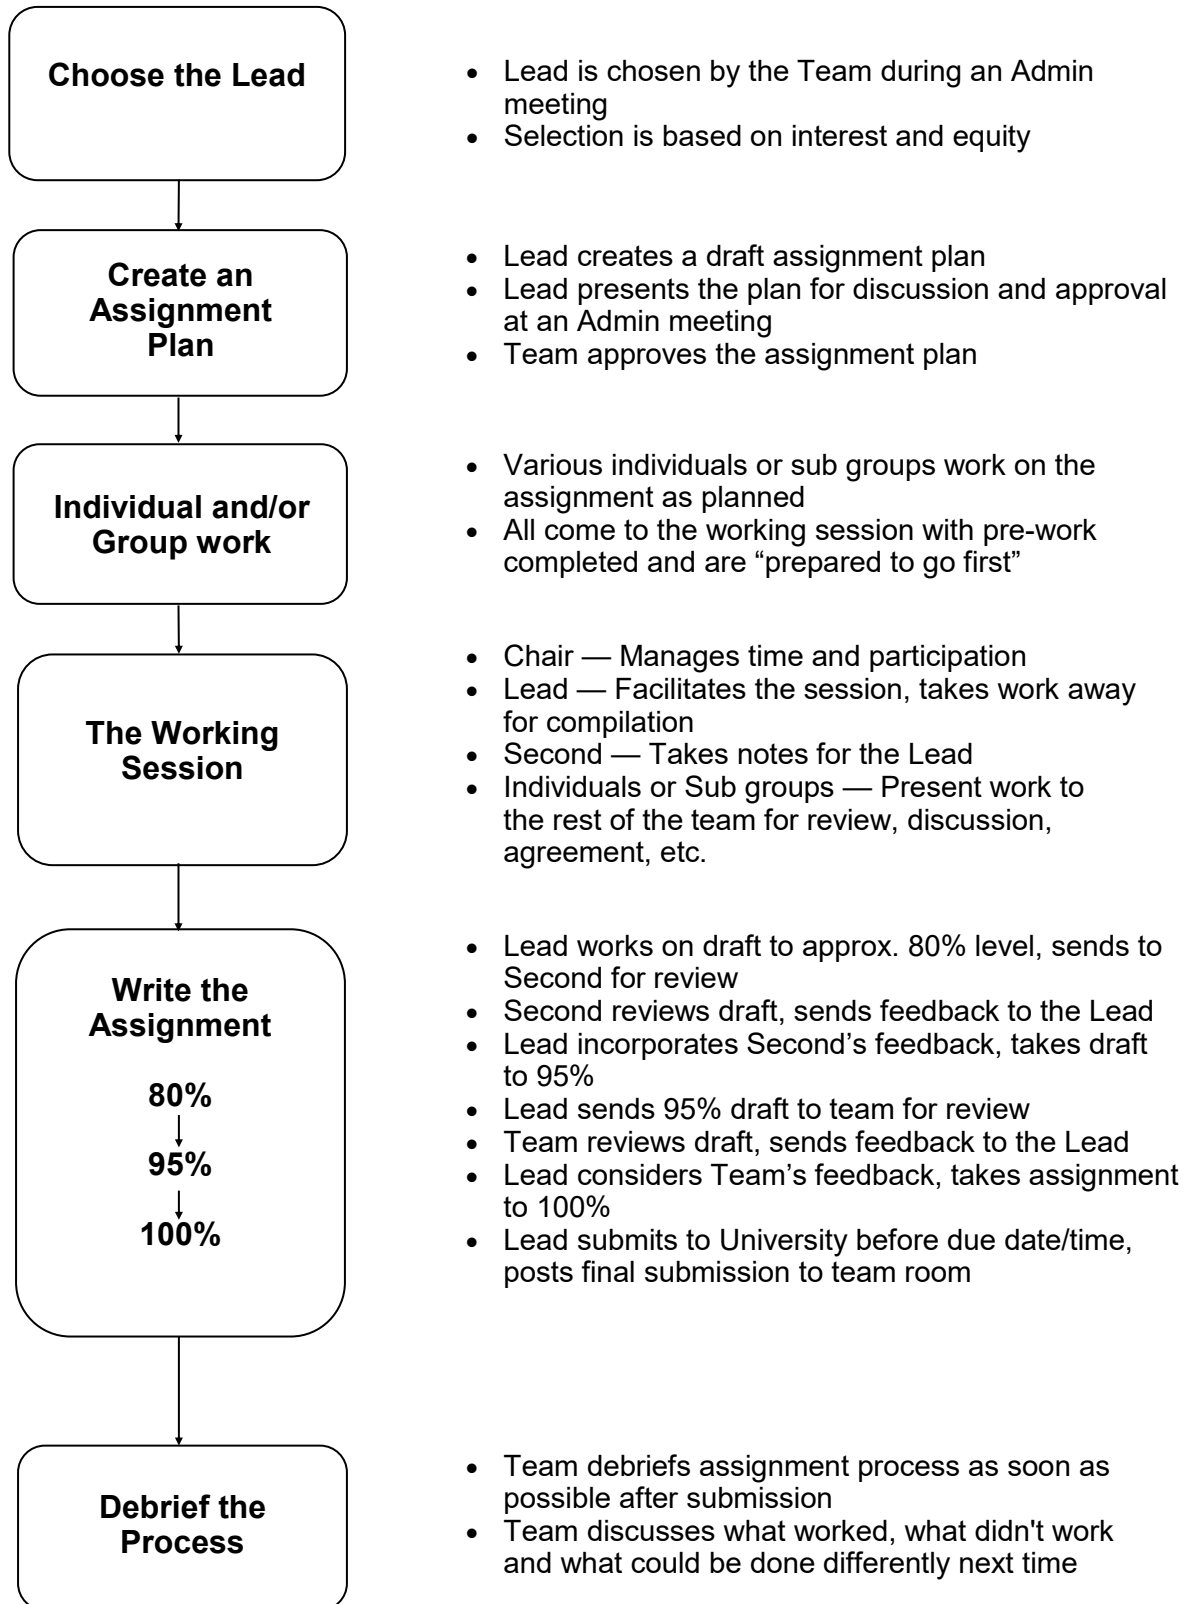 Choose the Lead
• Lead is chosen by the Team during an Admin
meeting
• Selection is based on interest and equity
Create an
Assignment
Plan
• Lead creates a draft assignment plan
• Lead presents the plan for discussion and approval
at an Admin meeting
• Team approves the assignment plan
Individual and/or
Group work
• Various individuals or sub groups work on the
assignment as planned
• All come to the working session with pre-work
completed and are “prepared to go first”
The Working
Session
• Chair — Manages time and participation
• Lead — Facilitates the session, takes work away
for compilation
• Second — Takes notes for the Lead
• Individuals or Sub groups — Present work to
the rest of the team for review, discussion,
agreement, etc.
Write the
Assignment
80%
95%
100%
• Lead works on draft to approx. 80% level, sends to
Second for review
• Second reviews draft, sends feedback to the Lead
• Lead incorporates Second’s feedback, takes draft
to 95%
• Lead sends 95% draft to team for review
• Team reviews draft, sends feedback to the Lead
• Lead considers Team’s feedback, takes assignment
to 100%
• Lead submits to University before due date/time,
posts final submission to team room
Debrief the
Process
• Team debriefs assignment process as soon as
possible after submission
• Team discusses what worked, what didn't work
and what could be done differently next time